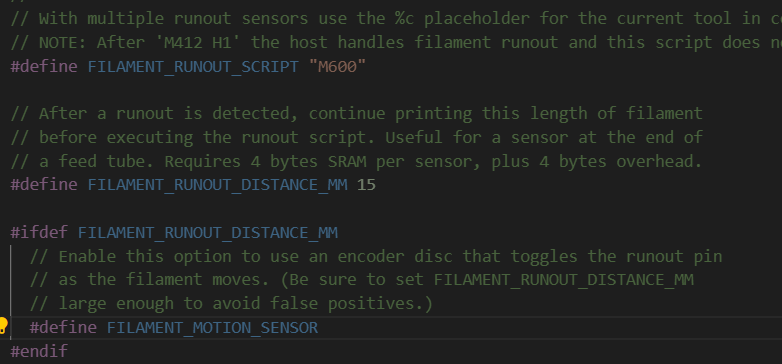 // With multiple runout sensors use the %c placeholder for the current tool in
// NOTE: After 'M412 H1' the host handles filament runout and this script does
#define FILAMENT_RUNOUT_SCRIPT "M600"
// After a runout is detected, continue printing this length of filament
// before executing the runout script. Useful for a sensor at the end of
// a feed tube. Requires 4 bytes SRAM per sensor, plus 4 bytes overhead.
#define FILAMENT_RUNOUT_DISTANCE_MM 15
#ifdef FILAMENT_RUNOUT_DISTANCE_MM
// Enable this option to use an encoder disc that toggles the runout pin
// as the filament moves. (Be sure to set FILAMENT_RUNOUT_DISTANCE_MM
// large enough to avoid false positives.)
#define FILAMENT_MOTION_SENSOR
#endif